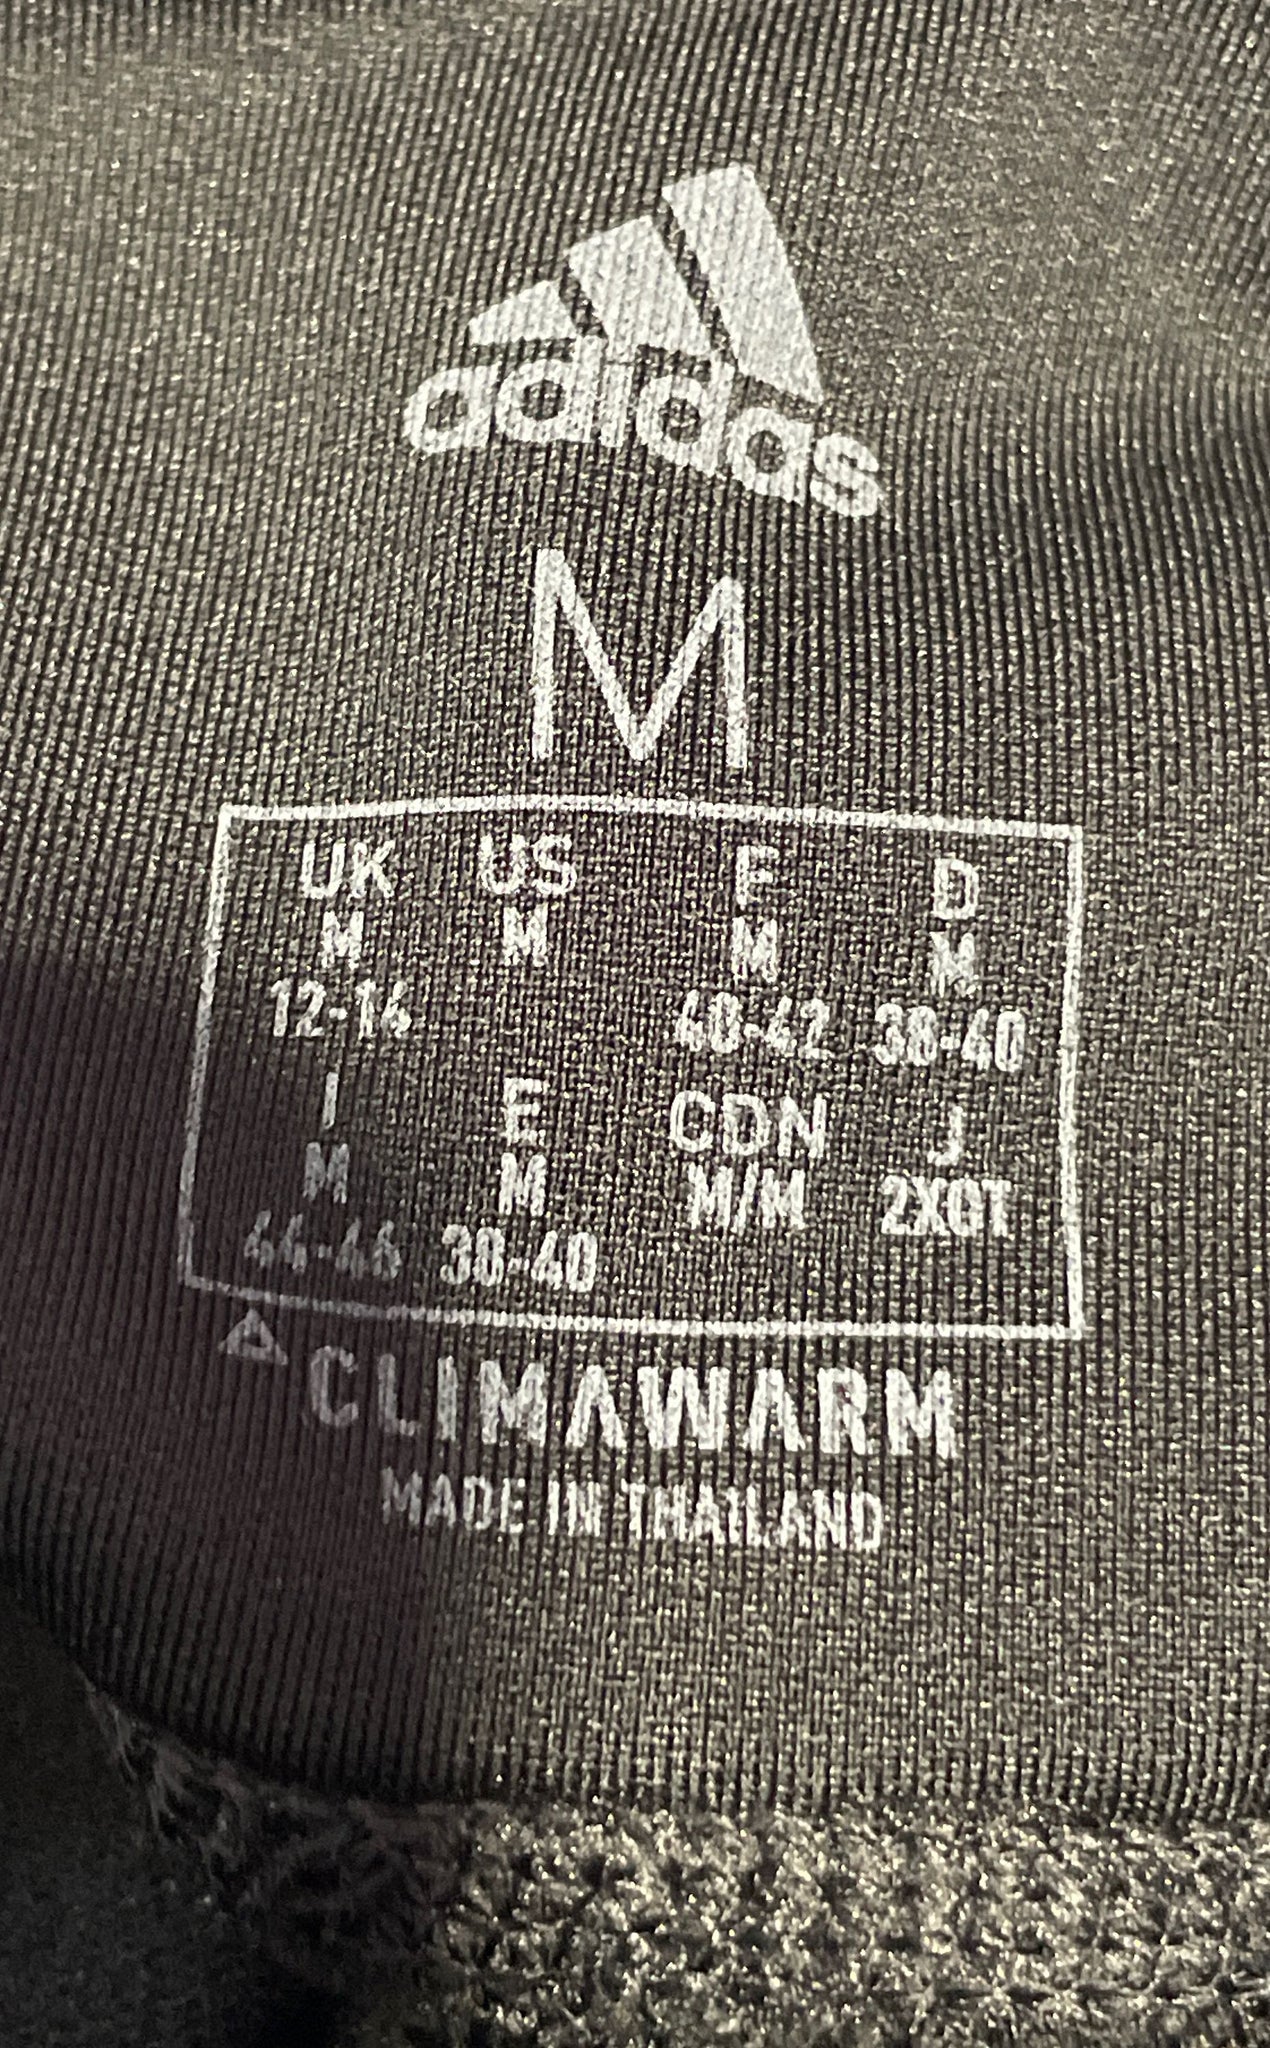 adidas
M
UK US F D
M M M M
12-14 40-42 38-40
I E CDN J
M M M/M 2XOT
44-46 38-40
CLIMAWARM
MADE IN THAILAND